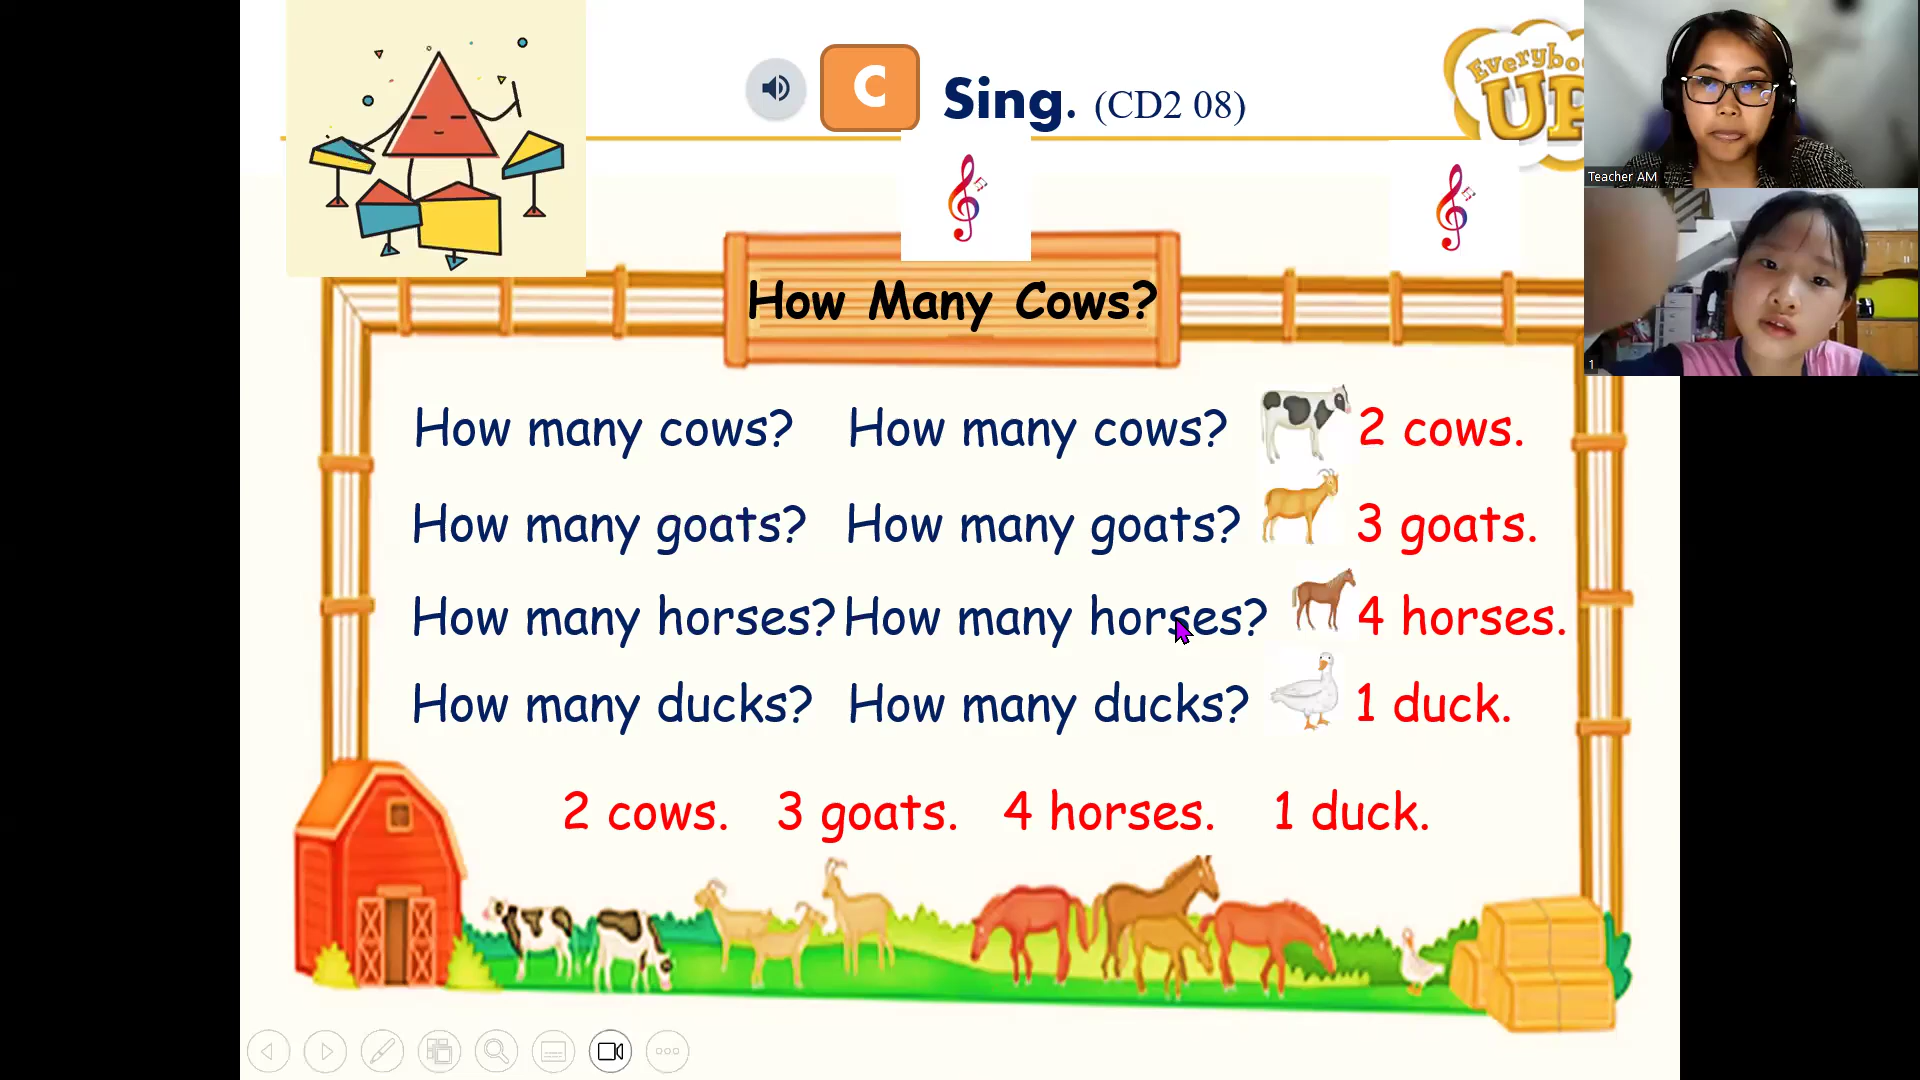 C Sing. (CD2 08)
Everybo
UP
Teacher AM
1
How Many Cows?
How many cows? How many cows? 2 cows.
How many goats? How many goats? 3 goats.
How many horses? How many horses? 4 horses.
How many ducks? How many ducks? 1 duck.
2 cows. 3 goats. 4 horses. 1 duck.